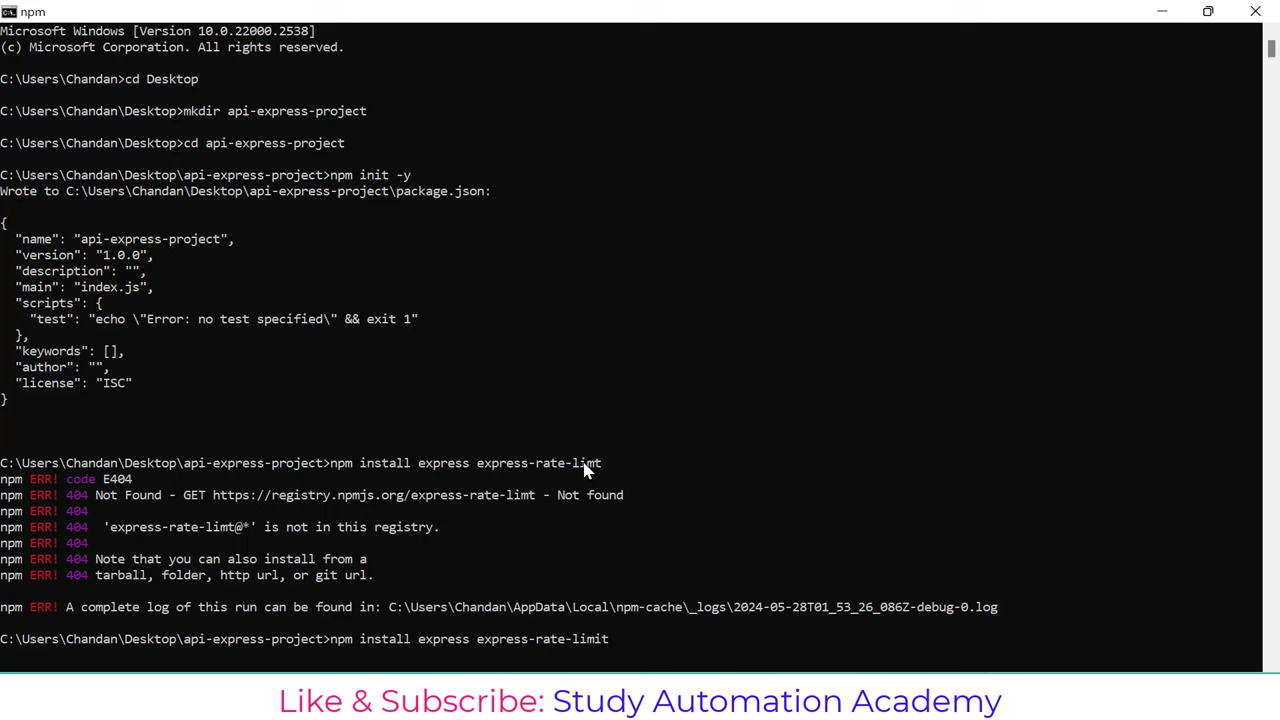 npm
Microsoft Windows [Version 10.0.22000.2538]
(c) Microsoft Corporation. All rights reserved.
C:\Users\Chandan>cd Desktop
C:\Users\Chandan\Desktop>mkdir api-express-project
C:\Users\Chandan\Desktop>cd api-express-project
C:\Users\Chandan\Desktop\api-express-project>npm init -y
Wrote to C:\Users\Chandan\Desktop\api-express-project\package.json:
{
  "name": "api-express-project",
  "version": "1.0.0",
  "description": "",
  "main": "index.js",
  "scripts": {
    "test": "echo \"Error: no test specified\" && exit 1"
  },
  "keywords": [],
  "author": "",
  "license": "ISC"
}
C:\Users\Chandan\Desktop\api-express-project>npm install express express-rate-limt
npm ERR! code E404
npm ERR! 404 Not Found - GET https://registry.npmjs.org/express-rate-limt - Not found
npm ERR! 404
npm ERR! 404  'express-rate-limt@*' is not in this registry.
npm ERR! 404
npm ERR! 404 Note that you can also install from a
npm ERR! 404 tarball, folder, http url, or git url.
npm ERR! A complete log of this run can be found in: C:\Users\Chandan\AppData\Local\npm-cache\_logs\2024-05-28T01_53_26_086Z-debug-0.log
C:\Users\Chandan\Desktop\api-express-project>npm install express express-rate-limit
Like & Subscribe: Study Automation Academy